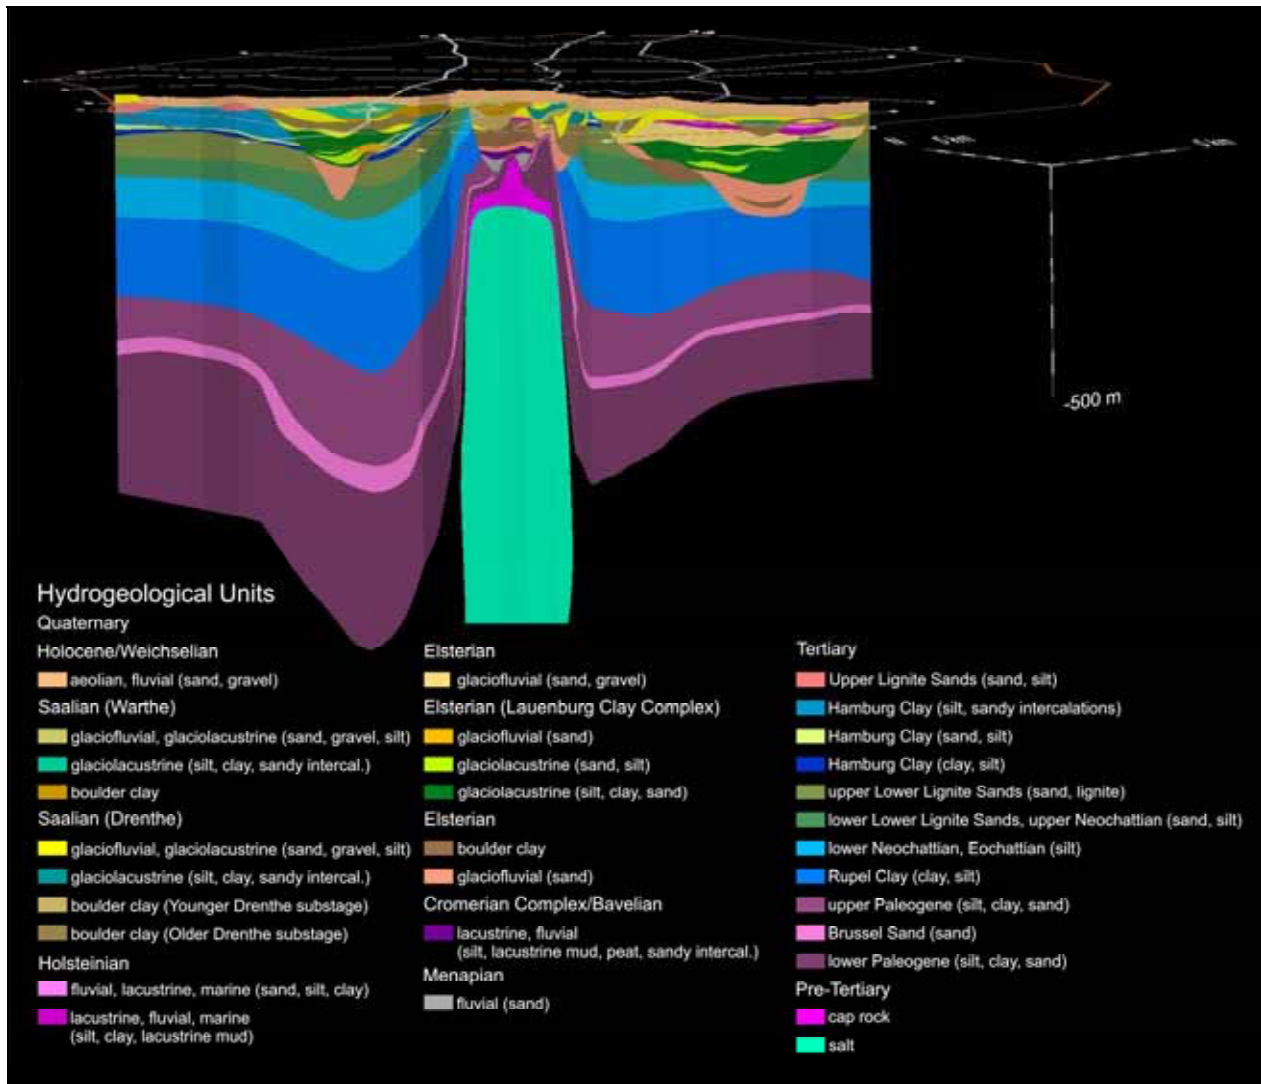 5 km
5 km
-500 m
Hydrogeological Units
Quaternary
Holocene/Weichselian
aeolian, fluvial (sand, gravel)
Saalian (Warthe)
glaciofluvial, glaciolacustrine (sand, gravel, silt)
glaciolacustrine (silt, clay, sandy intercal.)
boulder clay
Saalian (Drenthe)
glaciofluvial, glaciolacustrine (sand, gravel, silt)
glaciolacustrine (silt, clay, sandy intercal.)
boulder clay (Younger Drenthe substage)
boulder clay (Older Drenthe substage)
Holsteinian
fluvial, lacustrine, marine (sand, silt, clay)
lacustrine, fluvial, marine
(silt, clay, lacustrine mud)
Elsterian
glaciofluvial (sand, gravel)
Elsterian (Lauenburg Clay Complex)
glaciofluvial (sand)
glaciolacustrine (sand, silt)
glaciolacustrine (silt, clay, sand)
Elsterian
boulder clay
glaciofluvial (sand)
Cromerian Complex/Bavelian
lacustrine, fluvial
(silt, lacustrine mud, peat, sandy intercal.)
Menapian
fluvial (sand)
Tertiary
Upper Lignite Sands (sand, silt)
Hamburg Clay (silt, sandy intercalations)
Hamburg Clay (sand, silt)
Hamburg Clay (clay, silt)
upper Lower Lignite Sands (sand, lignite)
lower Lower Lignite Sands, upper Neochattian (sand, silt)
lower Neochattian, Eochattian (silt)
Rupel Clay (clay, silt)
upper Paleogene (silt, clay, sand)
Brussel Sand (sand)
lower Paleogene (silt, clay, sand)
Pre-Tertiary
cap rock
salt